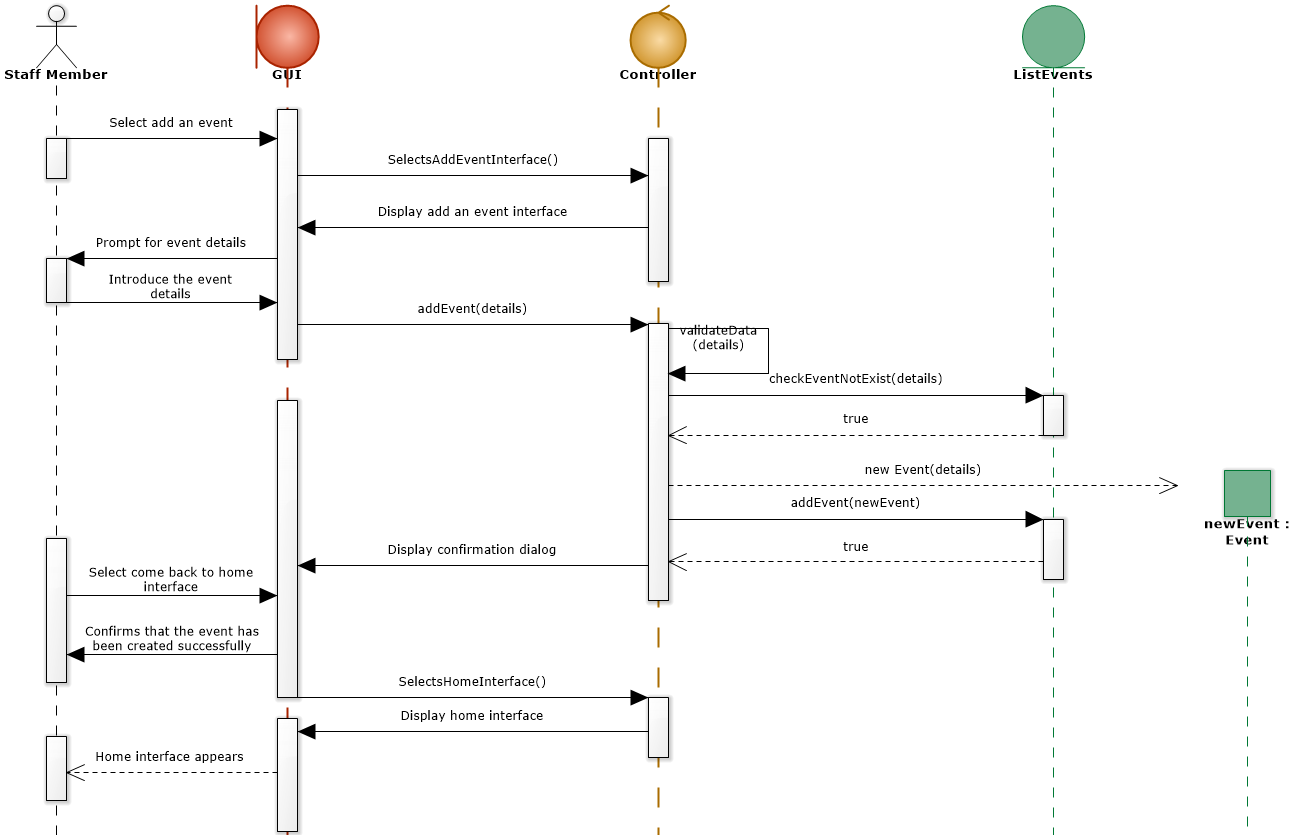 Staff Member
GUI
Controller
ListEvents
Select add an event
SelectsAddEventInterface()
Display add an event interface
Prompt for event details
Introduce the event
details
addEvent(details)
validateData
(details)
checkEventNotExist(details)
true
new Event(details)
addEvent(newEvent)
newEvent :
Event
true
Display confirmation dialog
Select come back to home
interface
Confirms that the event has
been created successfully
SelectsHomeInterface()
Display home interface
Home interface appears